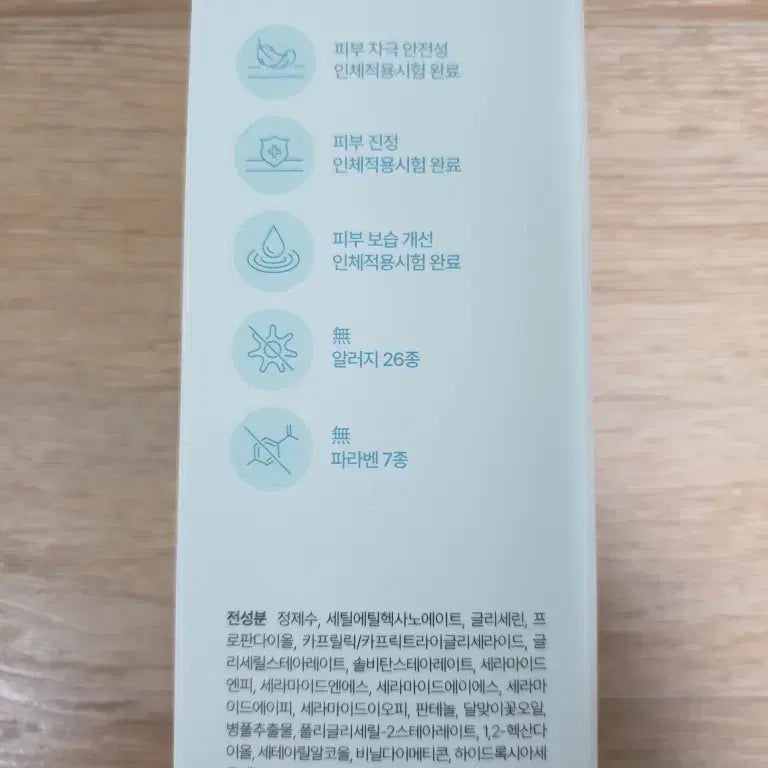 피부 자극 안전성
인체적용시험 완료
피부 진정
인체적용시험 완료
피부 보습 개선
인체적용시험 완료
無
알러지 26종
無
파라벤 7종
전성분 정제수, 세틸에틸헥사노에이트, 글리세린, 프
로판다이올, 카프릴릭/카프릭트라이글리세라이드, 글
리세릴스테아레이트, 솔비탄스테아레이트, 세라마이드
엔피, 세라마이드엔에스, 세라마이드에이에스, 세라마
이드에이피, 세라마이드이오피, 판테놀, 달맞이꽃오일,
병풀추출물, 폴리글리세릴-2스테아레이트, 1,2-헥산다
이올, 세테아릴알코올, 비닐다이메티콘, 하이드록시아세